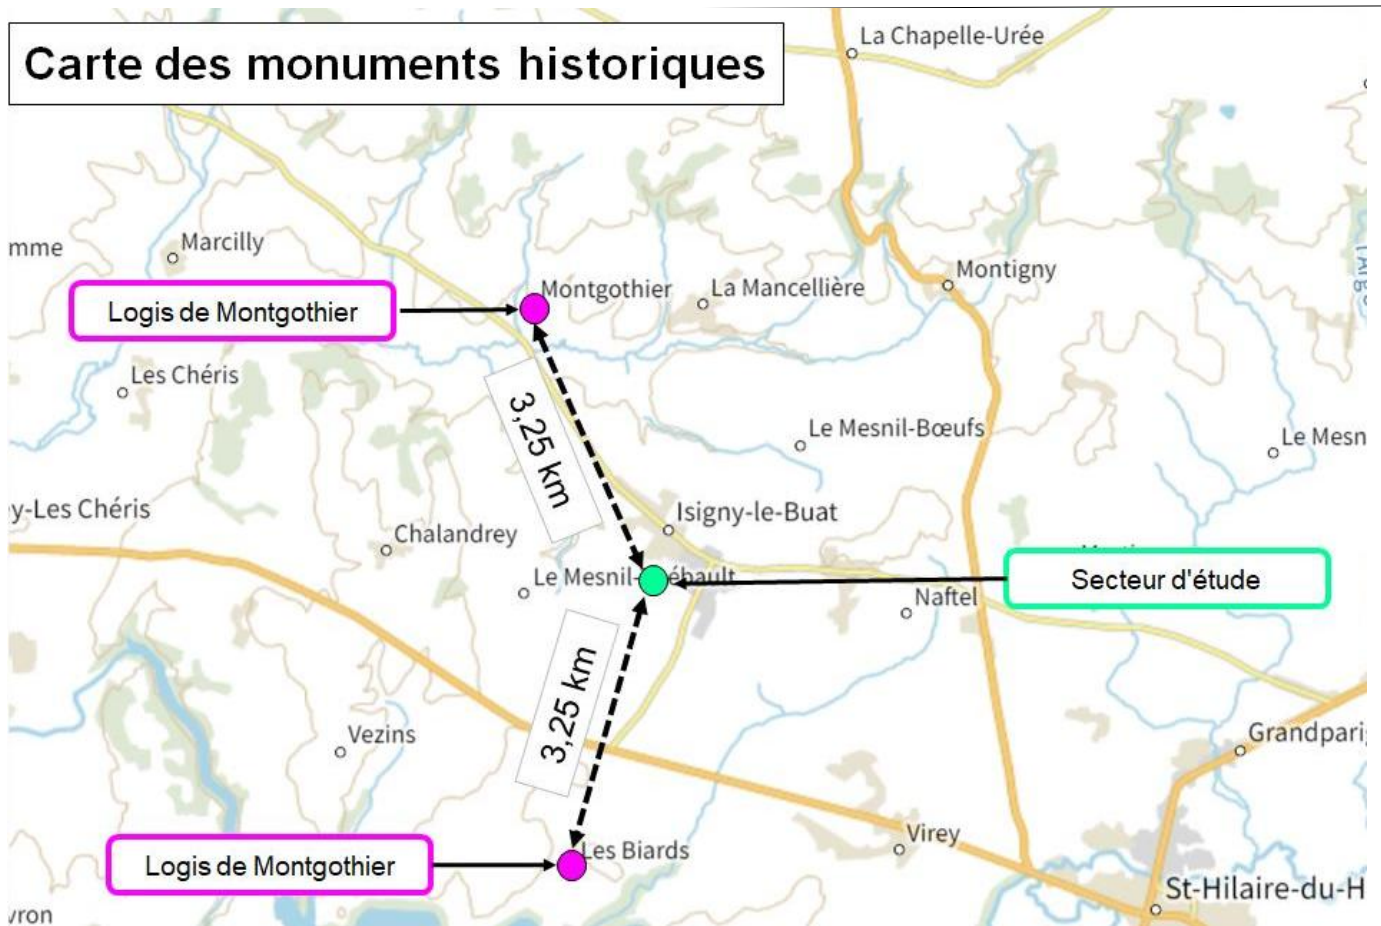 Carte des monuments historiques
La Chapelle-Urée
mme
Marcilly
Montigny
Montgothier
La Mancellière
Logis de Montgothier
Les Chéris
3,25 km
Le Mesnil-Bœufs
Le Mesn
y-Les Chéris
Isigny-le-Buat
Chalandrey
Le Mesnil- ébault
Secteur d'étude
Naftel
3,25 km
Vezins
Grandpari
Virey
Les Biards
Logis de Montgothier
St-Hilaire-du-H
vron